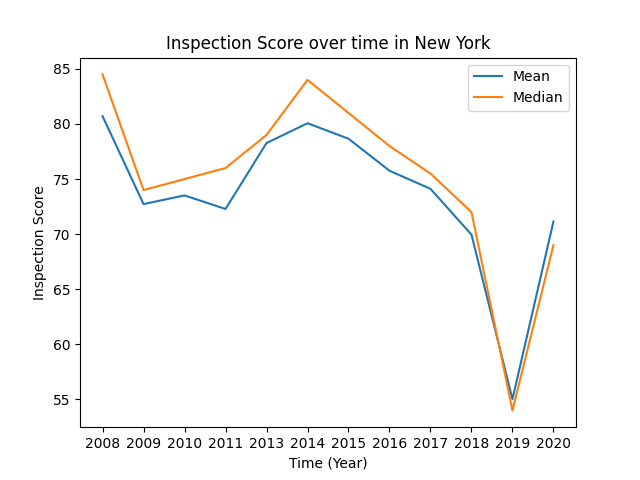 Inspection Score over time in New York
Mean
Median
85
80
75
70
65
60
55
Inspection Score
2008 2009 2010 2011 2013 2014 2015 2016 2017 2018 2019 2020
Time (Year)